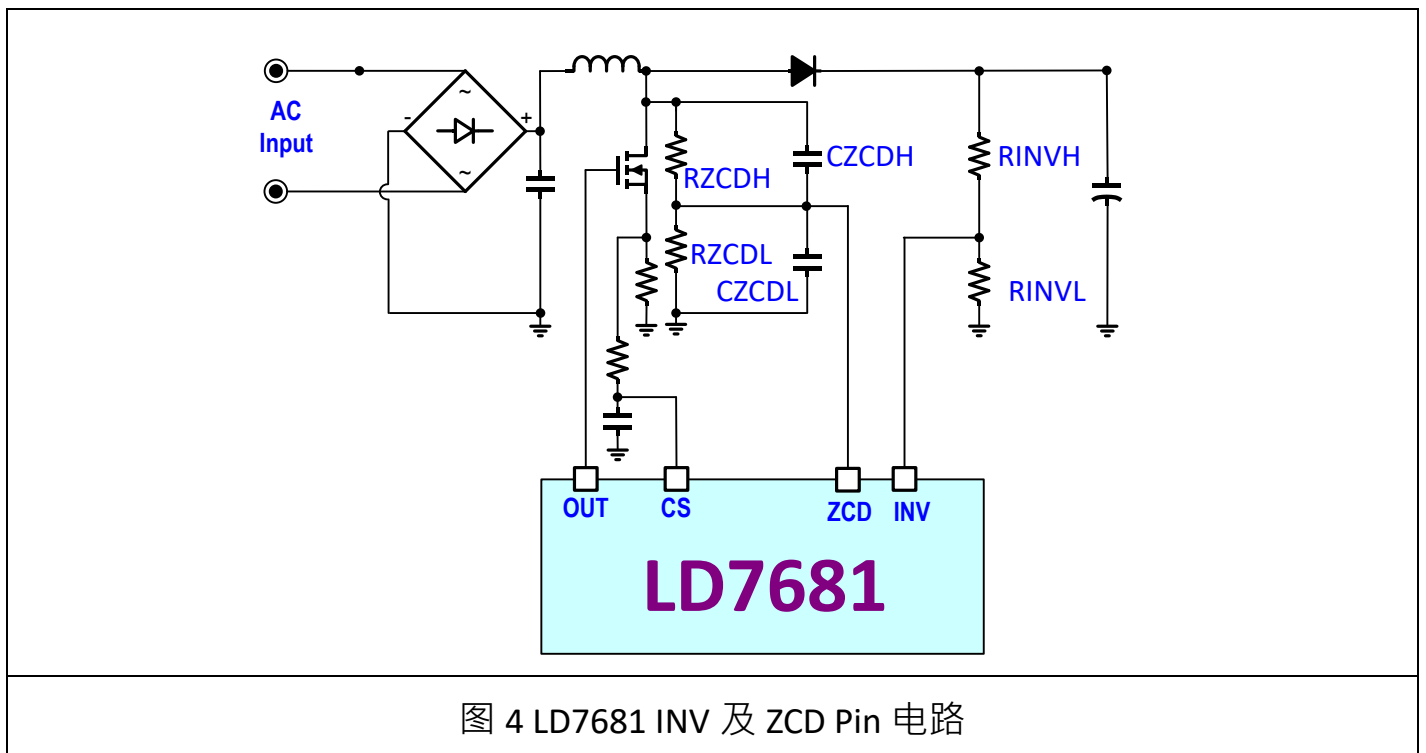 AC
Input
~
-
+
~
RZCDH
CZCDH
RINVH
RZCDL
CZCDL
RINVL
OUT
CS
ZCD
INV
LD7681
图 4 LD7681 INV 及 ZCD Pin 电路